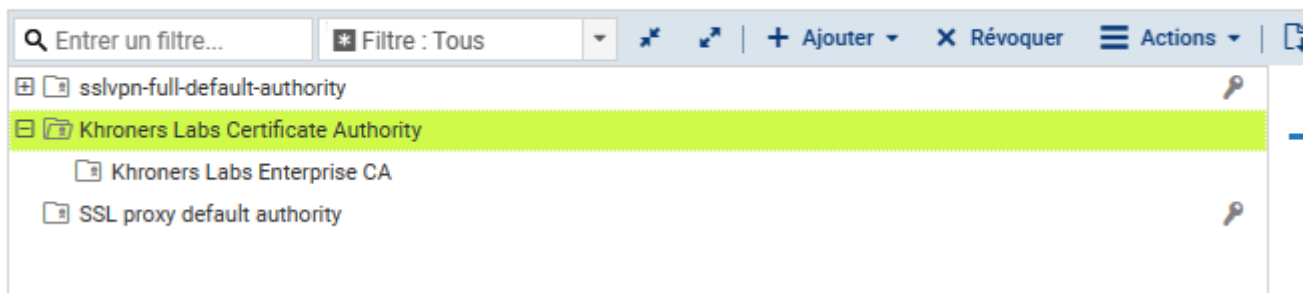 Entrer un filtre... Filtre : Tous Ajouter Révoquer Actions
sslvpn-full-default-authority
Khroners Labs Certificate Authority
Khroners Labs Enterprise CA
SSL proxy default authority